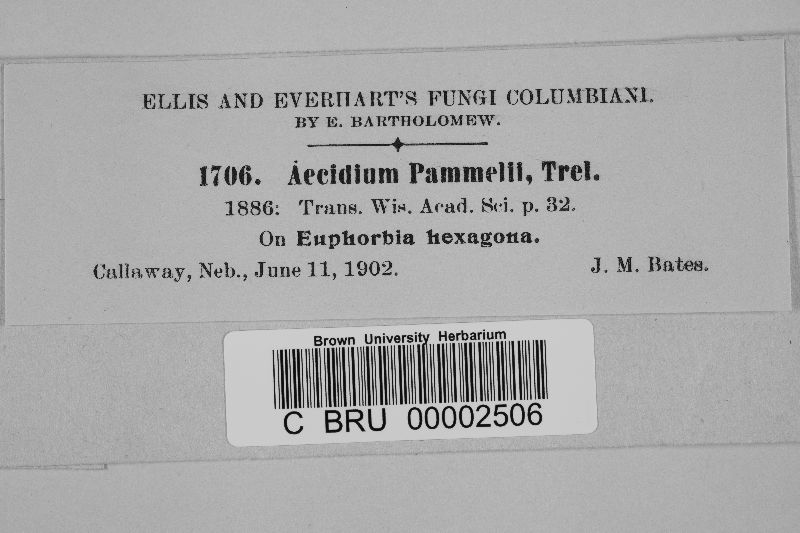 ELLIS AND EVERHART'S FUNGI COLUMBIANI.
BY E. BARTHOLOMEW.
1706. Aecidium Pammelii, Trel.
1886: Trans. Wis. Acad. Sci. p. 32.
On Euphorbia hexagona.
Callaway, Neb., June 11, 1902. J. M. Bates.
Brown University Herbarium
C BRU 00002506